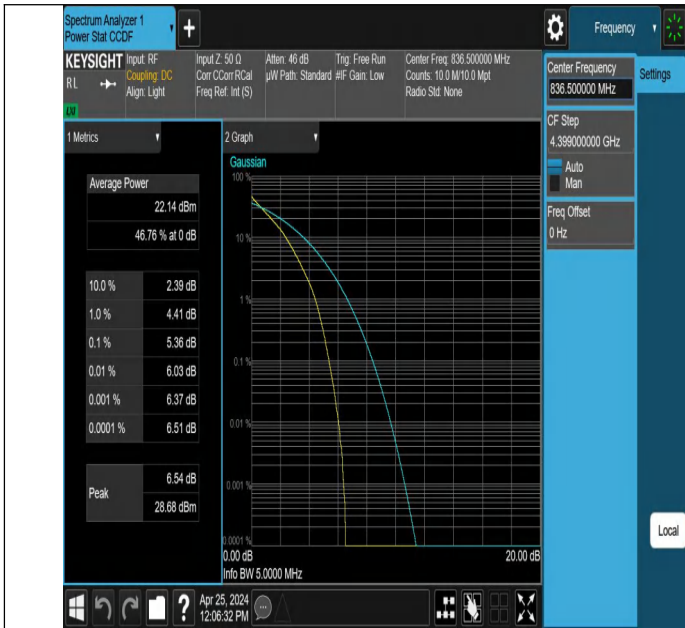 Spectrum Analyzer 1
Power Stat CCDF
+
Frequency
KEYSIGHT
RL
Input: RF
Coupling: DC
Align: Light
Input Z: 50 Ω
Corr CCorr RCal
Freq Ref: Int (S)
Atten: 46 dB
µW Path: Standard
Trig: Free Run
#IF Gain: Low
Center Freq: 836.500000 MHz
Counts: 10.0 M/10.0 Mpt
Radio Std: None
Center Frequency
836.500000 MHz
Settings
CF Step
4.399000000 GHz
Auto
Man
Freq Offset
0 Hz
Local
1 Metrics
Average Power
22.14 dBm
46.76 % at 0 dB
10.0 % 2.39 dB
1.0 % 4.41 dB
0.1 % 5.36 dB
0.01 % 6.03 dB
0.001 % 6.37 dB
0.0001 % 6.51 dB
Peak
6.54 dB
28.68 dBm
2 Graph
Gaussian
100 %
10 %
1 %
0.1 %
0.01 %
0.001 %
0.0001 %
0.00 dB 20.00 dB
Info BW 5.0000 MHz
?
Apr 25, 2024
12:06:32 PM